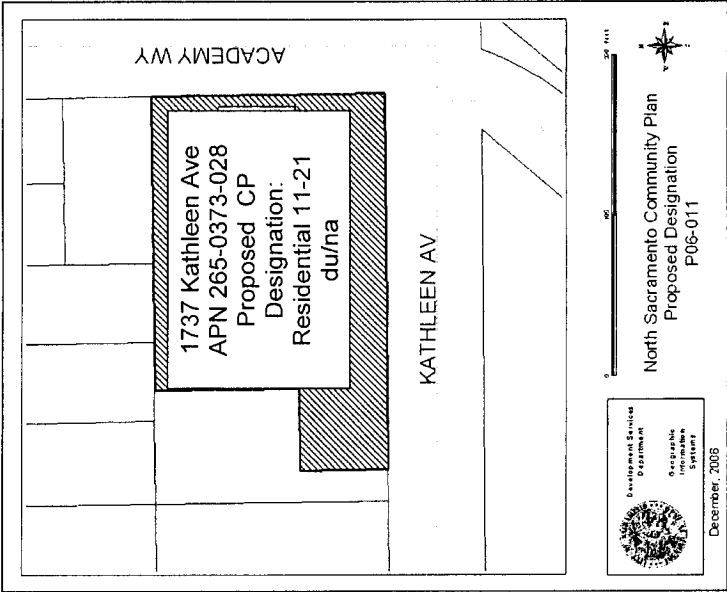 ACADEMY WY
1737 Kathleen Ave
APN 265-0373-028
Proposed CP
Designation:
Residential 11-21
du/na
KATHLEEN AV
Development Services
Department
Geographic
Information
Systems
December, 2006
North Sacramento Community Plan
Proposed Designation
P06-011
0